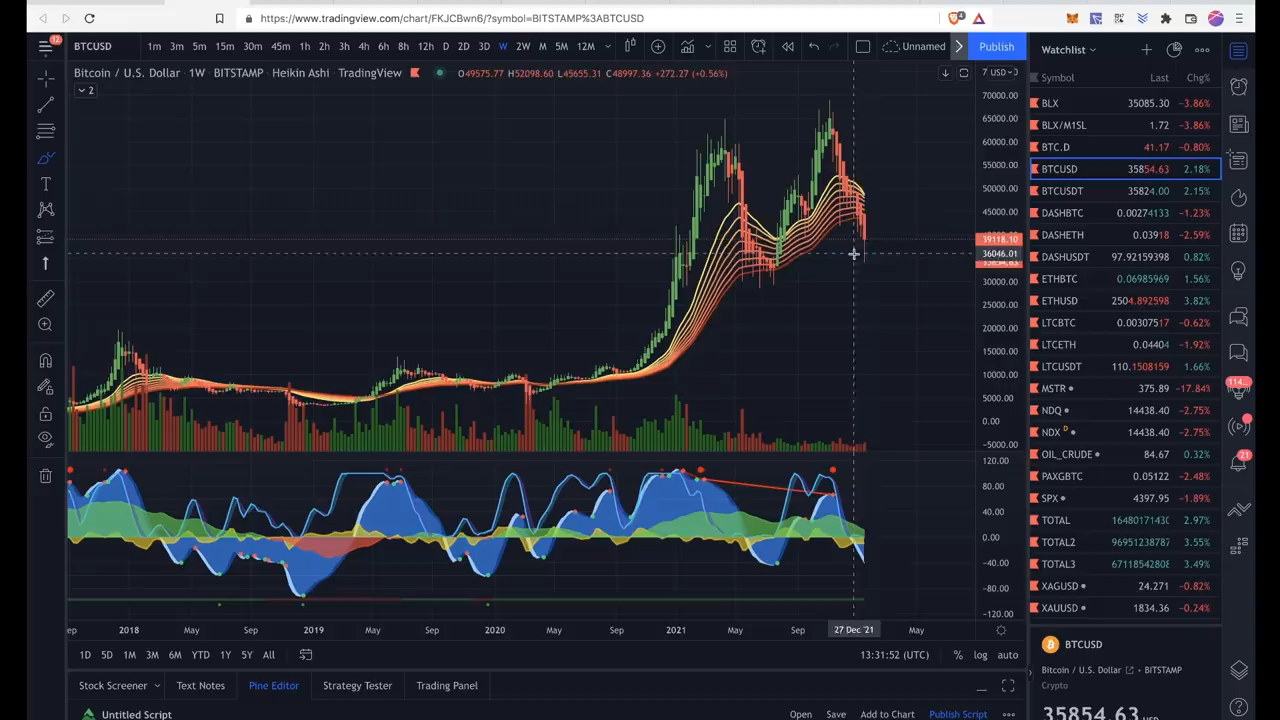 https://www.tradingview.com/chart/FKJCBwn6/?symbol=BITSTAMP%3ABTCUSD
4
12
BTCUSD 1m 3m 5m 15m 30m 45m 1h 2h 3h 4h 6h 8h 12h D 2D 3D W 2W M 5M 12M Unnamed Publish
Bitcoin / U.S. Dollar 1W BITSTAMP Heikin Ashi TradingView O49575.77 H52098.60 L45655.31 C48997.36 +272.27 (+0.56%)
2
USD
70000.00
65000.00
60000.00
55000.00
50000.00
45000.00
39118.10
36046.01
30000.00
25000.00
20000.00
15000.00
10000.00
5000.00
0.00
-5000.00
120.00
80.00
40.00
0.00
-40.00
-80.00
-120.00
2018 May Sep 2019 May Sep 2020 May Sep 2021 May Sep 27 Dec '21 May
1D 5D 1M 3M 6M YTD 1Y 5Y All 13:31:52 (UTC) % log auto
Stock Screener Text Notes Pine Editor Strategy Tester Trading Panel
Untitled Script Open Save Add to Chart Publish Script
Watchlist
Symbol Last Chg%
BLX 35085.30 −3.86%
BLX/M1SL 1.72 −3.86%
BTC.D 41.17 −0.80%
BTCUSD 35854.63 2.18%
BTCUSDT 35824.00 2.15%
DASHBTC 0.00274133 −1.23%
DASHETH 0.03918 −2.59%
DASHUSDT 97.92159398 0.82%
ETHBTC 0.06985969 1.58%
ETHUSD 2504.892598 3.82%
LTCBTC 0.00307517 −0.62%
LTCETH 0.04404 −1.92%
LTCUSDT 110.1508159 1.66%
MSTR 375.89 −17.84%
NDQ 14438.40 −2.75%
NDX D 14438.40 −2.75%
OIL_CRUDE 84.67 0.32%
PAXGBTC 0.05122 −2.48%
SPX 4397.95 −1.89%
TOTAL 1648017143 2.97%
TOTAL2 96951238787 3.55%
TOTAL3 67118542808 3.49%
XAGUSD 24.271 −0.82%
XAUUSD 1834.36 −0.24%
BTCUSD
Bitcoin / U.S. Dollar • BITSTAMP
Crypto
35854.63 USD
114...
21